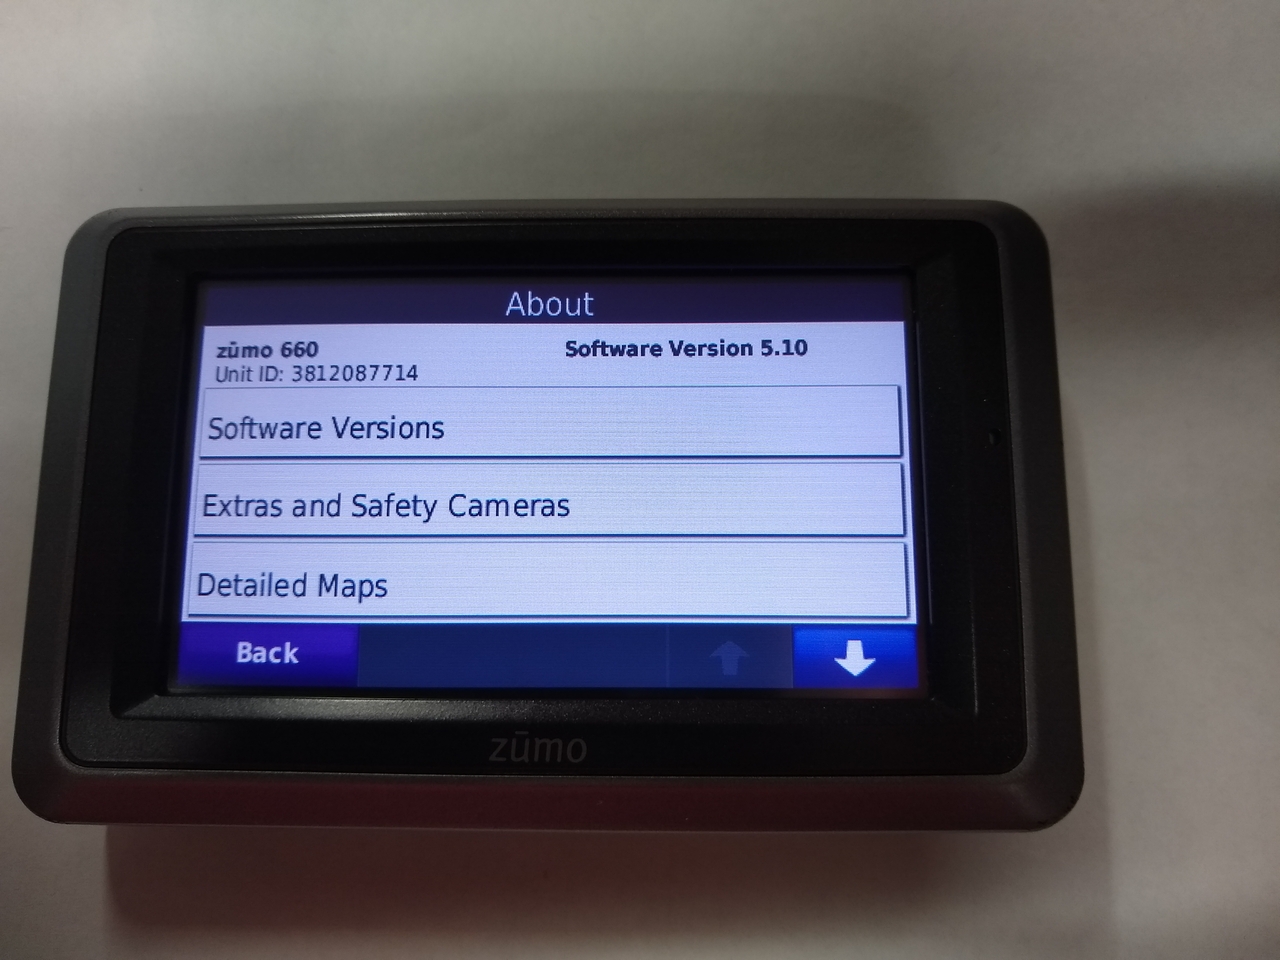 About
zūmo 660
Software Version 5.10
Unit ID: 3812087714
Software Versions
Extras and Safety Cameras
Detailed Maps
Back
zūmo